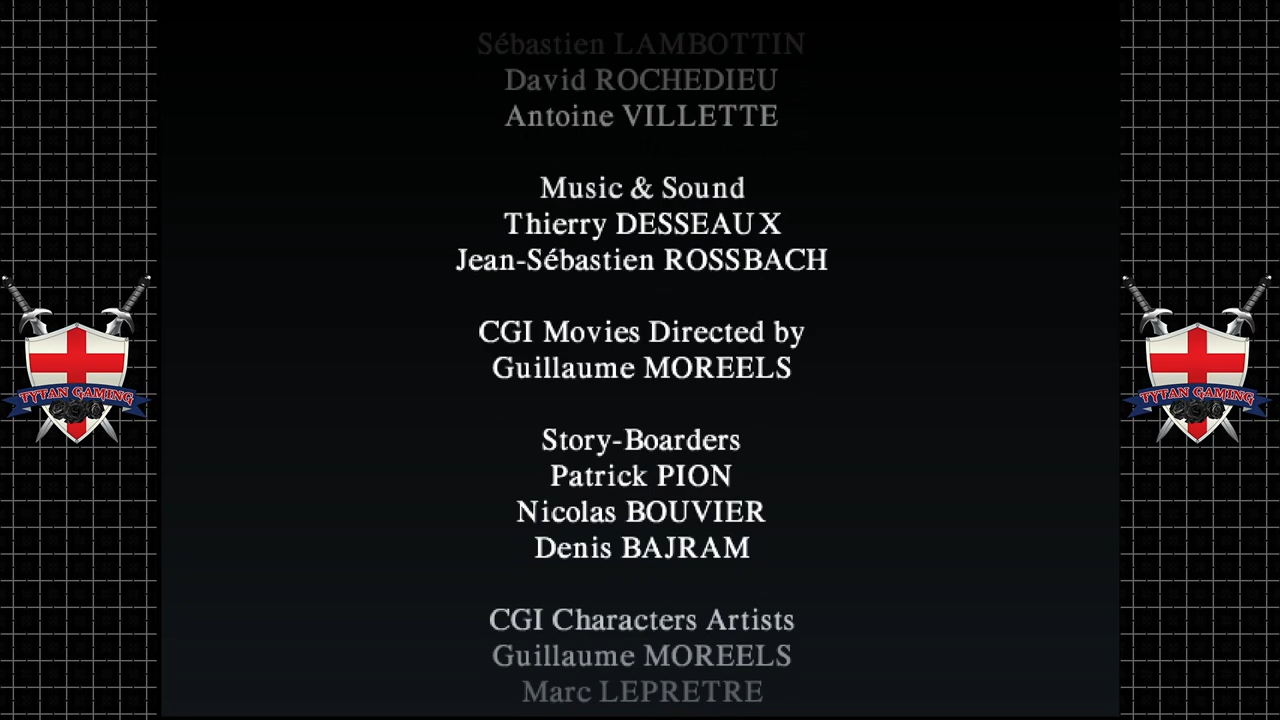 Sébastien LAMBOTTIN
David ROCHEDIEU
Antoine VILLETTE
Music & Sound
Thierry DESSEAUX
Jean-Sébastien ROSSBACH
CGI Movies Directed by
Guillaume MOREELS
Story-Boarders
Patrick PION
Nicolas BOUVIER
Denis BAJRAM
CGI Characters Artists
Guillaume MOREELS
Marc LEPRETRE
TYTAN GAMING
TYTAN GAMING